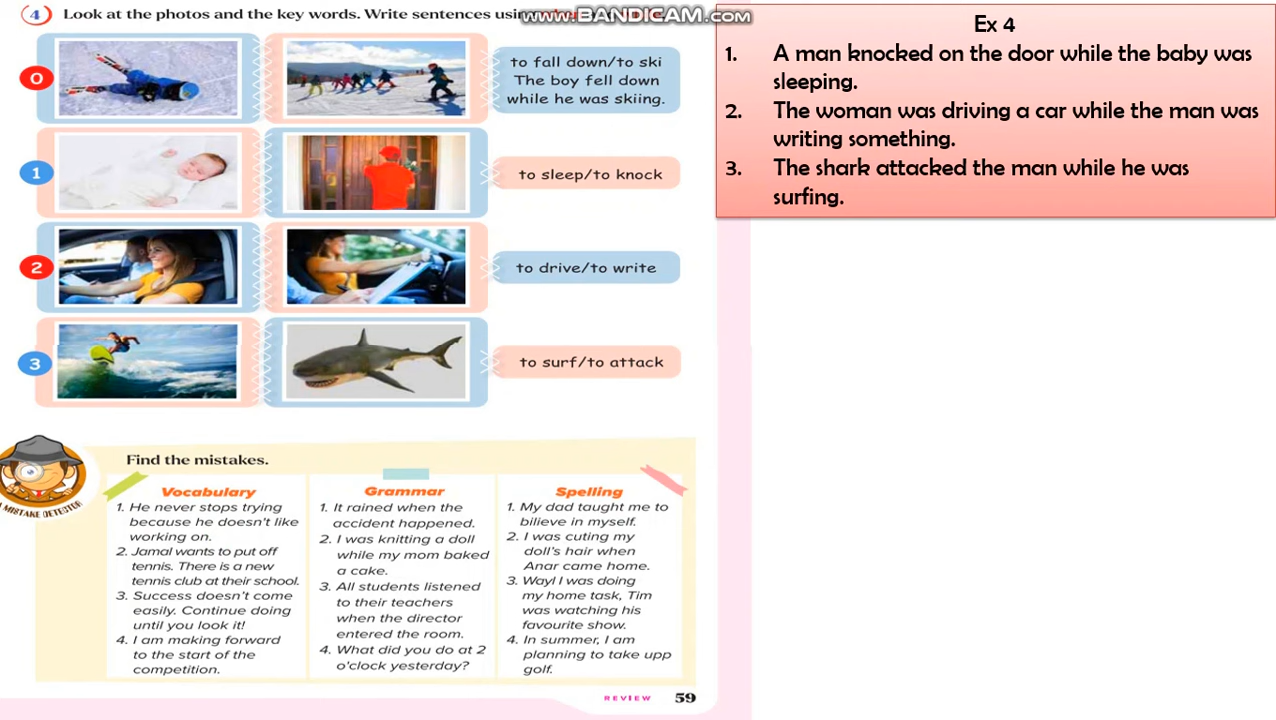 4 Look at the photos and the key words. Write sentences using
www.BANDICAM.com
0
to fall down/to ski
The boy fell down
while he was skiing.
1
to sleep/to knock
2
to drive/to write
3
to surf/to attack
Ex 4
1. A man knocked on the door while the baby was
sleeping.
2. The woman was driving a car while the man was
writing something.
3. The shark attacked the man while he was
surfing.
MISTAKE DETECTOR
Find the mistakes.
Vocabulary
1. He never stops trying
because he doesn't like
working on.
2. Jamal wants to put off
tennis. There is a new
tennis club at their school.
3. Success doesn't come
easily. Continue doing
until you look it!
4. I am making forward
to the start of the
competition.
Grammar
1. It rained when the
accident happened.
2. I was knitting a doll
while my mom baked
a cake.
3. All students listened
to their teachers
when the director
entered the room.
4. What did you do at 2
o'clock yesterday?
Spelling
1. My dad taught me to
bilieve in myself.
2. I was cuting my
doll's hair when
Anar came home.
3. Wayl I was doing
my home task, Tim
was watching his
favourite show.
4. In summer, I am
planning to take upp
golf.
REVIEW 59